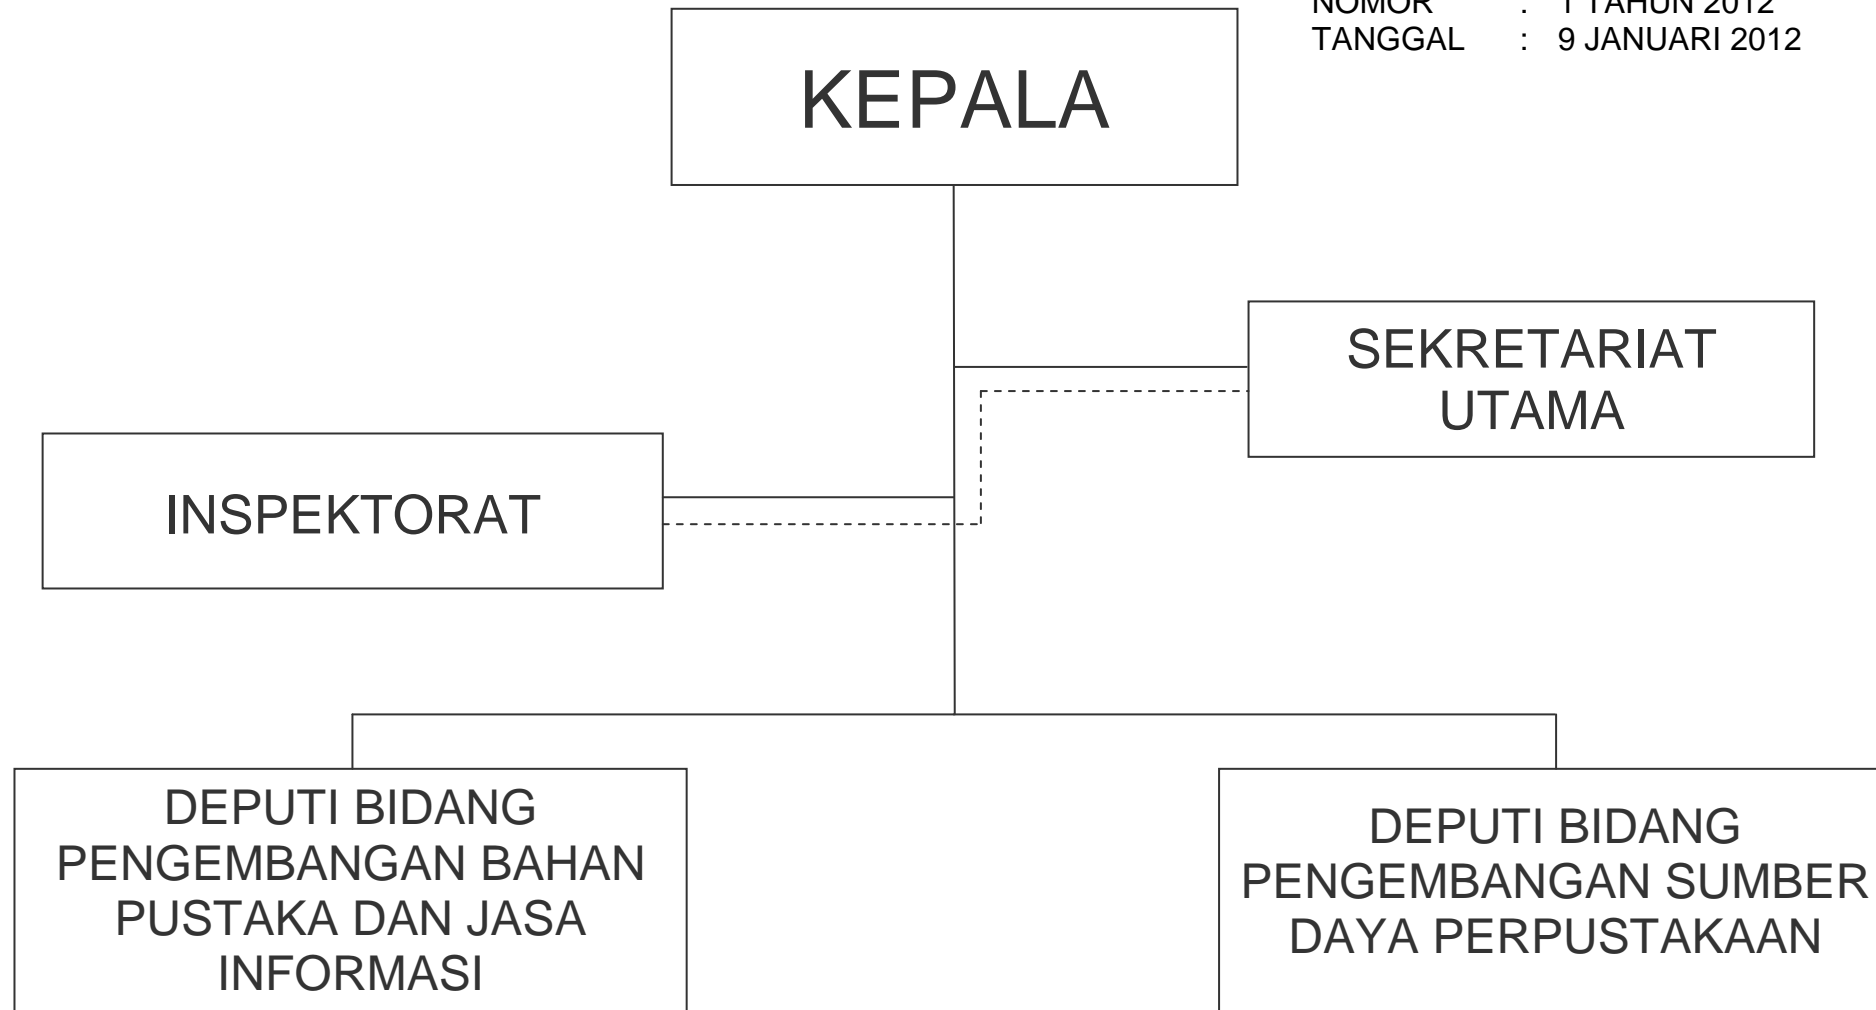 NOMOR : 1 TAHUN 2012
TANGGAL : 9 JANUARI 2012
KEPALA
SEKRETARIAT
UTAMA
INSPEKTORAT
DEPUTI BIDANG
PENGEMBANGAN BAHAN
PUSTAKA DAN JASA
INFORMASI
DEPUTI BIDANG
PENGEMBANGAN SUMBER
DAYA PERPUSTAKAAN